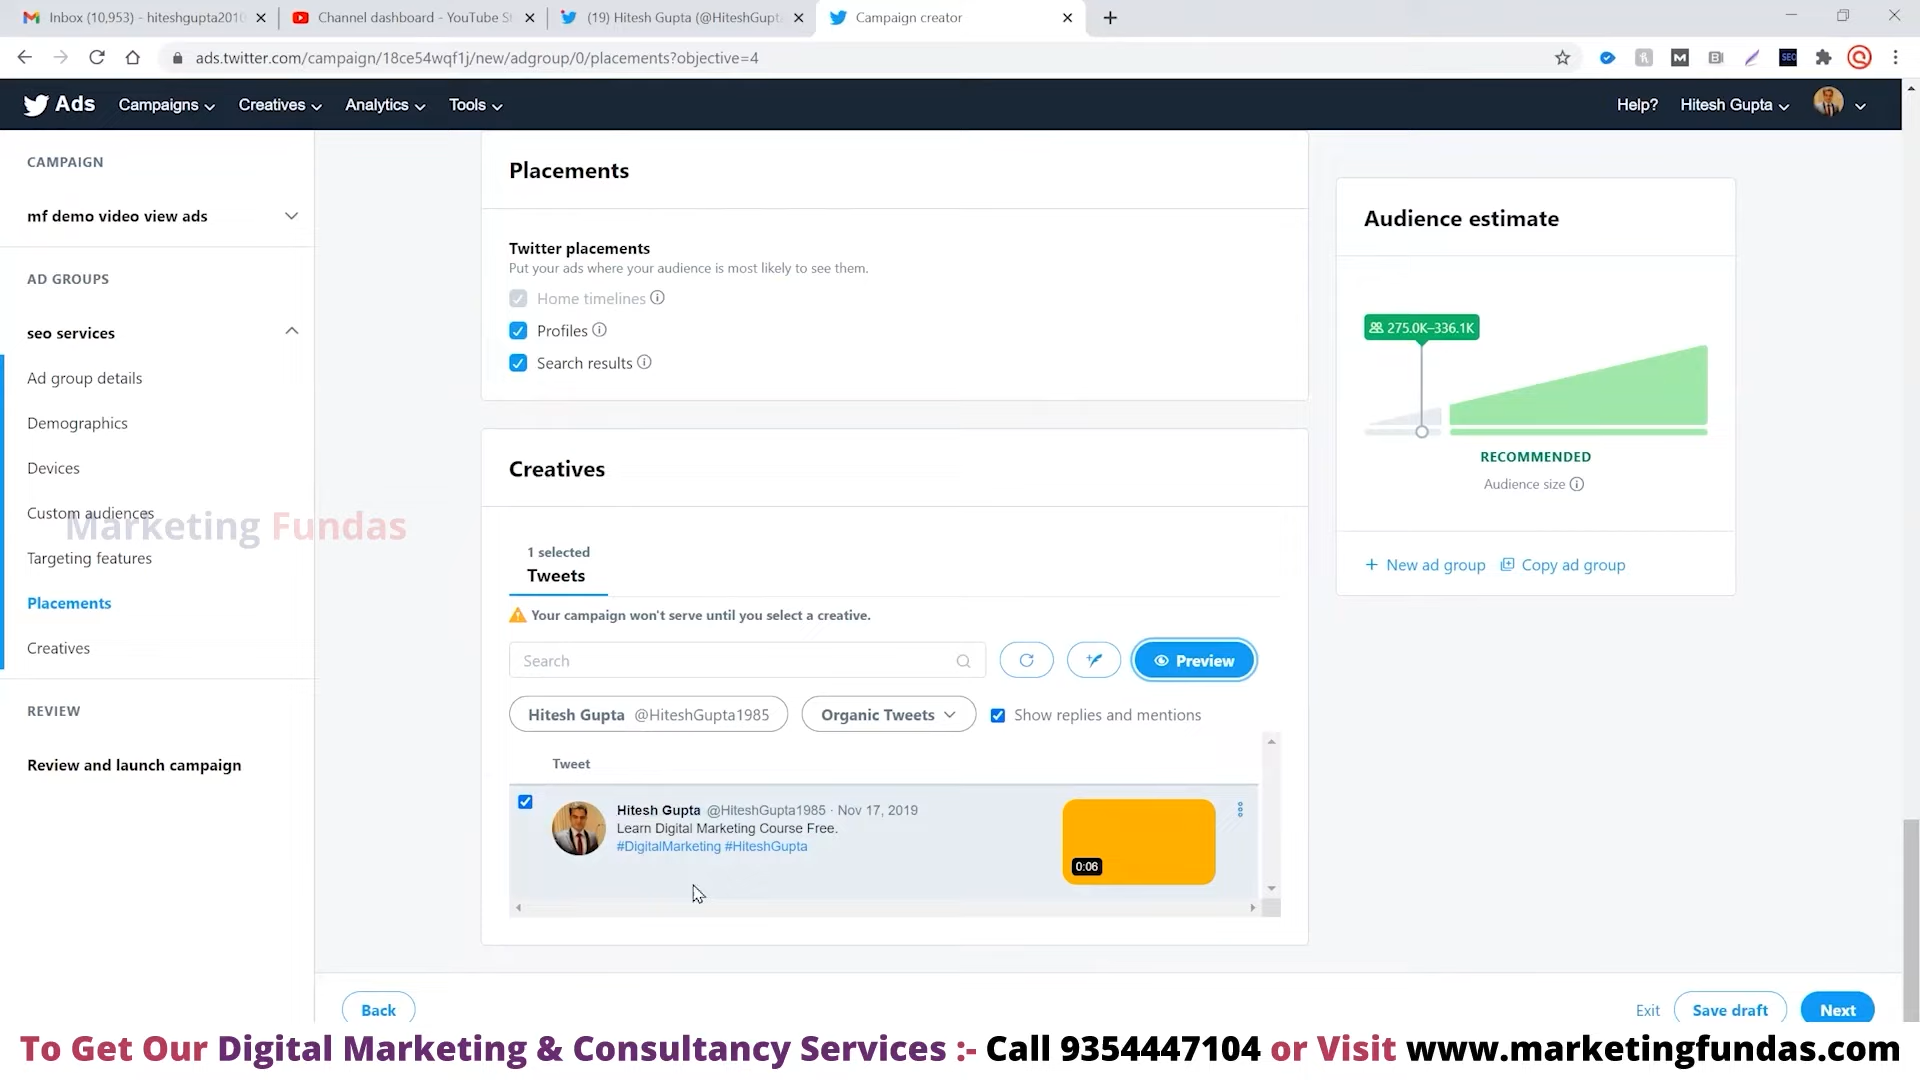 Inbox (10,953) - hiteshgupta2010
Channel dashboard - YouTube St
(19) Hitesh Gupta (@HiteshGupt
Campaign creator
ads.twitter.com/campaign/18ce54wqf1j/new/adgroup/0/placements?objective=4
Ads
Campaigns
Creatives
Analytics
Tools
Help?
Hitesh Gupta
CAMPAIGN
mf demo video view ads
AD GROUPS
seo services
Ad group details
Demographics
Devices
Custom audiences
Marketing Fundas
Targeting features
Placements
Creatives
REVIEW
Review and launch campaign
Placements
Twitter placements
Put your ads where your audience is most likely to see them.
Home timelines
Profiles
Search results
Creatives
1 selected
Tweets
Your campaign won't serve until you select a creative.
Search
Preview
Hitesh Gupta @HiteshGupta1985
Organic Tweets
Show replies and mentions
Tweet
Hitesh Gupta @HiteshGupta1985 · Nov 17, 2019
Learn Digital Marketing Course Free.
#DigitalMarketing #HiteshGupta
0:06
Audience estimate
275.0K–336.1K
RECOMMENDED
Audience size
+ New ad group
Copy ad group
Back
Exit
Save draft
Next
To Get Our Digital Marketing & Consultancy Services :- Call 9354447104 or Visit www.marketingfundas.com